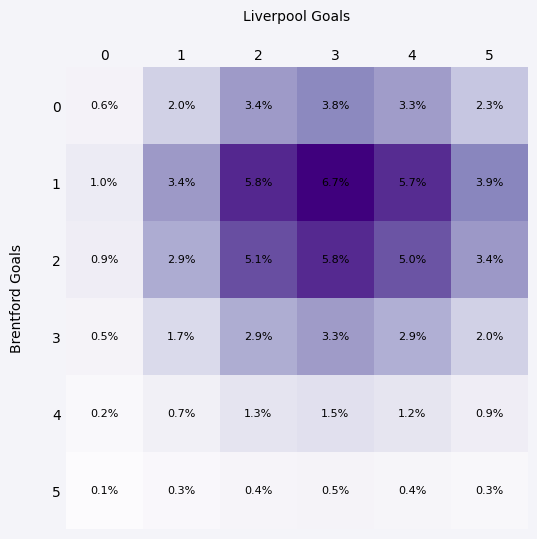 Liverpool Goals
0 1 2 3 4 5
0 0.6% 2.0% 3.4% 3.8% 3.3% 2.3%
1 1.0% 3.4% 5.8% 6.7% 5.7% 3.9%
2 0.9% 2.9% 5.1% 5.8% 5.0% 3.4%
3 0.5% 1.7% 2.9% 3.3% 2.9% 2.0%
4 0.2% 0.7% 1.3% 1.5% 1.2% 0.9%
5 0.1% 0.3% 0.4% 0.5% 0.4% 0.3%
Brentford Goals